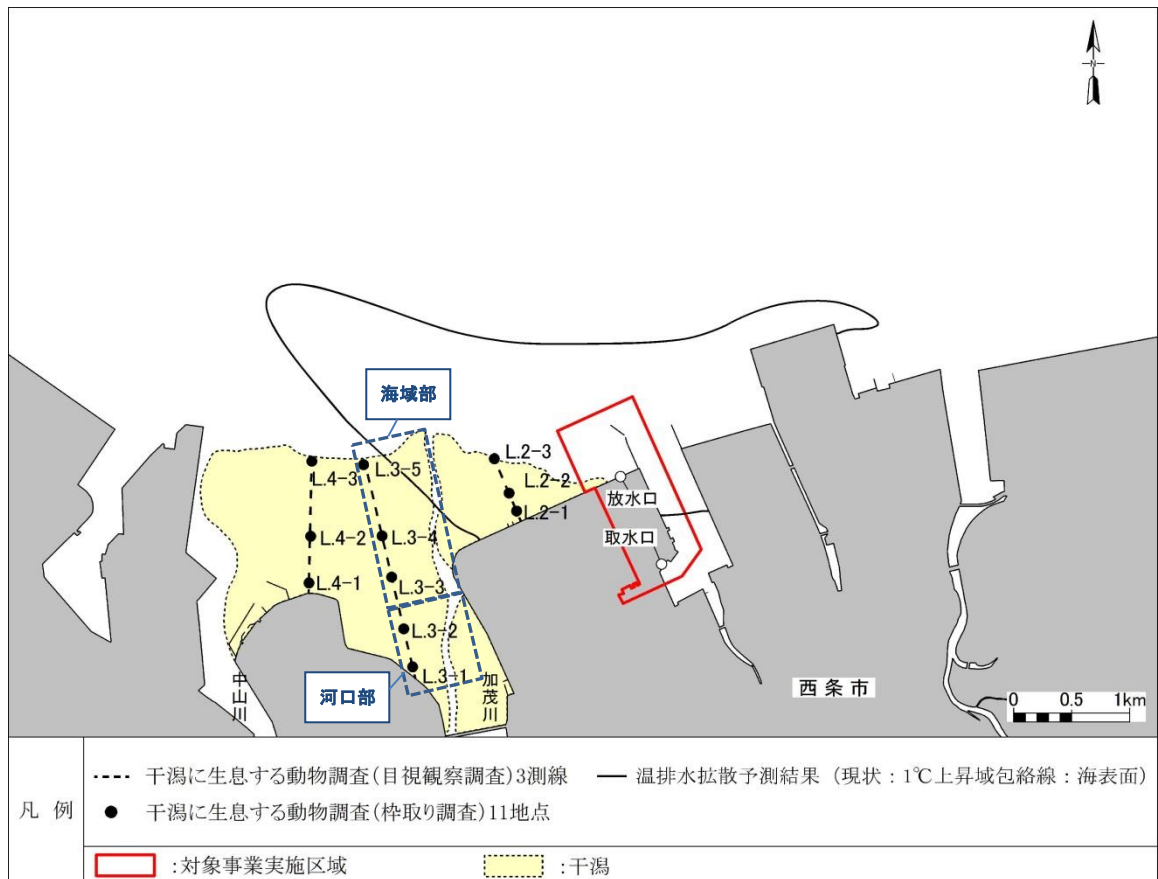 N
海域部
L.2-3
L.4-3
L.3-5
L.2-2
放水口
L.2-1
L.4-2
L.3-4
取水口
L.4-1
L.3-3
L.3-2
L.3-1
河口部
中山川
加茂川
西条市
0 0.5 1km
凡 例
干潟に生息する動物調査(目視観察調査)3測線
温排水拡散予測結果 (現状:1℃上昇域包絡線:海表面)
干潟に生息する動物調査(枠取り調査)11地点
:対象事業実施区域
:干潟